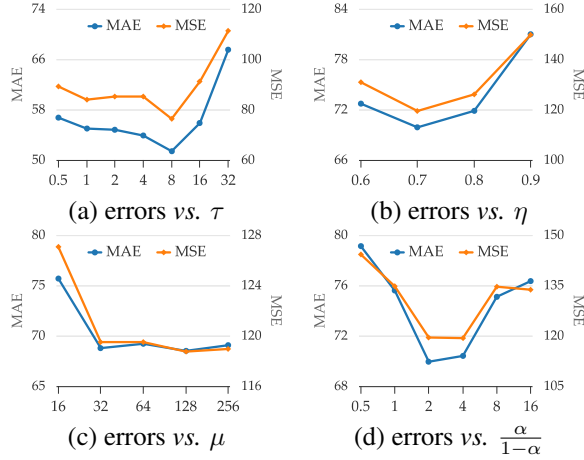 74 120 84 160
MAE MSE MAE MSE
66 100 78 140
MAE MSE MAE MSE
58 80 72 120
50 60 66 100
0.5 1 2 4 8 16 32 0.6 0.7 0.8 0.9
(a) errors vs. τ (b) errors vs. η
80 128 80 150
MAE MSE MAE MSE
75 124 76 135
MAE MSE MAE MSE
70 120 72 120
65 116 68 105
16 32 64 128 256 0.5 1 2 4 8 16
(c) errors vs. μ (d) errors vs. α/1−α